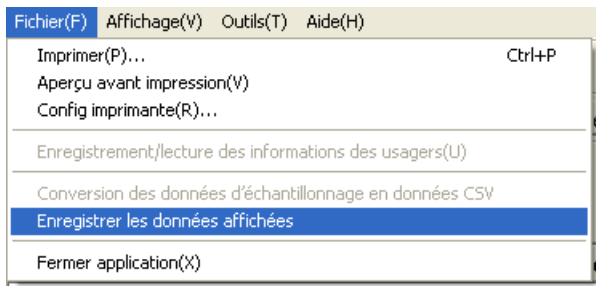 Fichier(F) Affichage(V) Outils(T) Aide(H)
Imprimer(P)... Ctrl+P
Aperçu avant impression(V)
Config imprimante(R)...
Enregistrement/lecture des informations des usagers(U)
Conversion des données d'échantillonnage en données CSV
Enregistrer les données affichées
Fermer application(X)